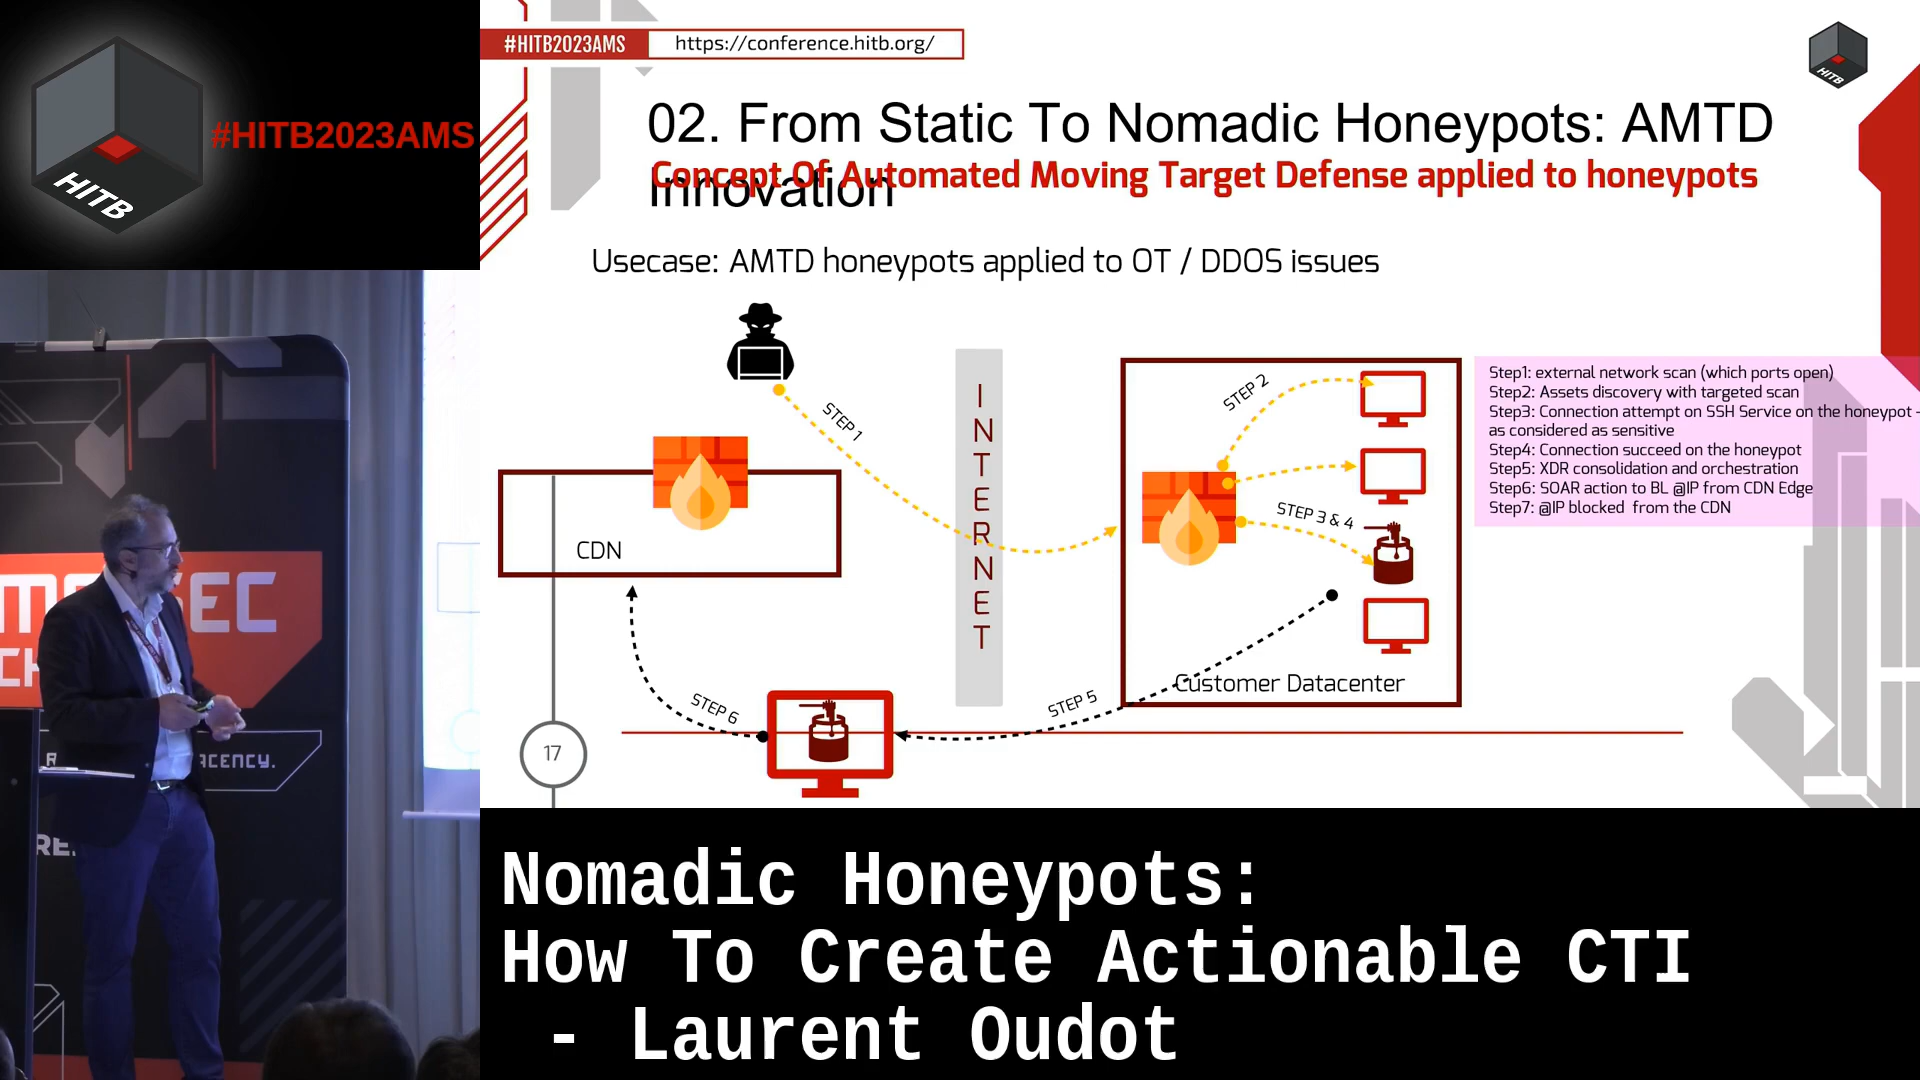 HITB
#HITB2023AMS
#HITB2023AMS
https://conference.hitb.org/
HITB
02. From Static To Nomadic Honeypots: AMTD
Innovation
Concept Of Automated Moving Target Defense applied to honeypots
Usecase: AMTD honeypots applied to OT / DDOS issues
STEP 1
INTERNET
STEP 2
STEP 3 & 4
CDN
Customer Datacenter
STEP 5
STEP 6
Step1: external network scan (which ports open)
Step2: Assets discovery with targeted scan
Step3: Connection attempt on SSH Service on the honeypot -
as considered as sensitive
Step4: Connection succeed on the honeypot
Step5: XDR consolidation and orchestration
Step6: SOAR action to BL @IP from CDN Edge
Step7: @IP blocked from the CDN
17
Nomadic Honeypots:
How To Create Actionable CTI
- Laurent Oudot